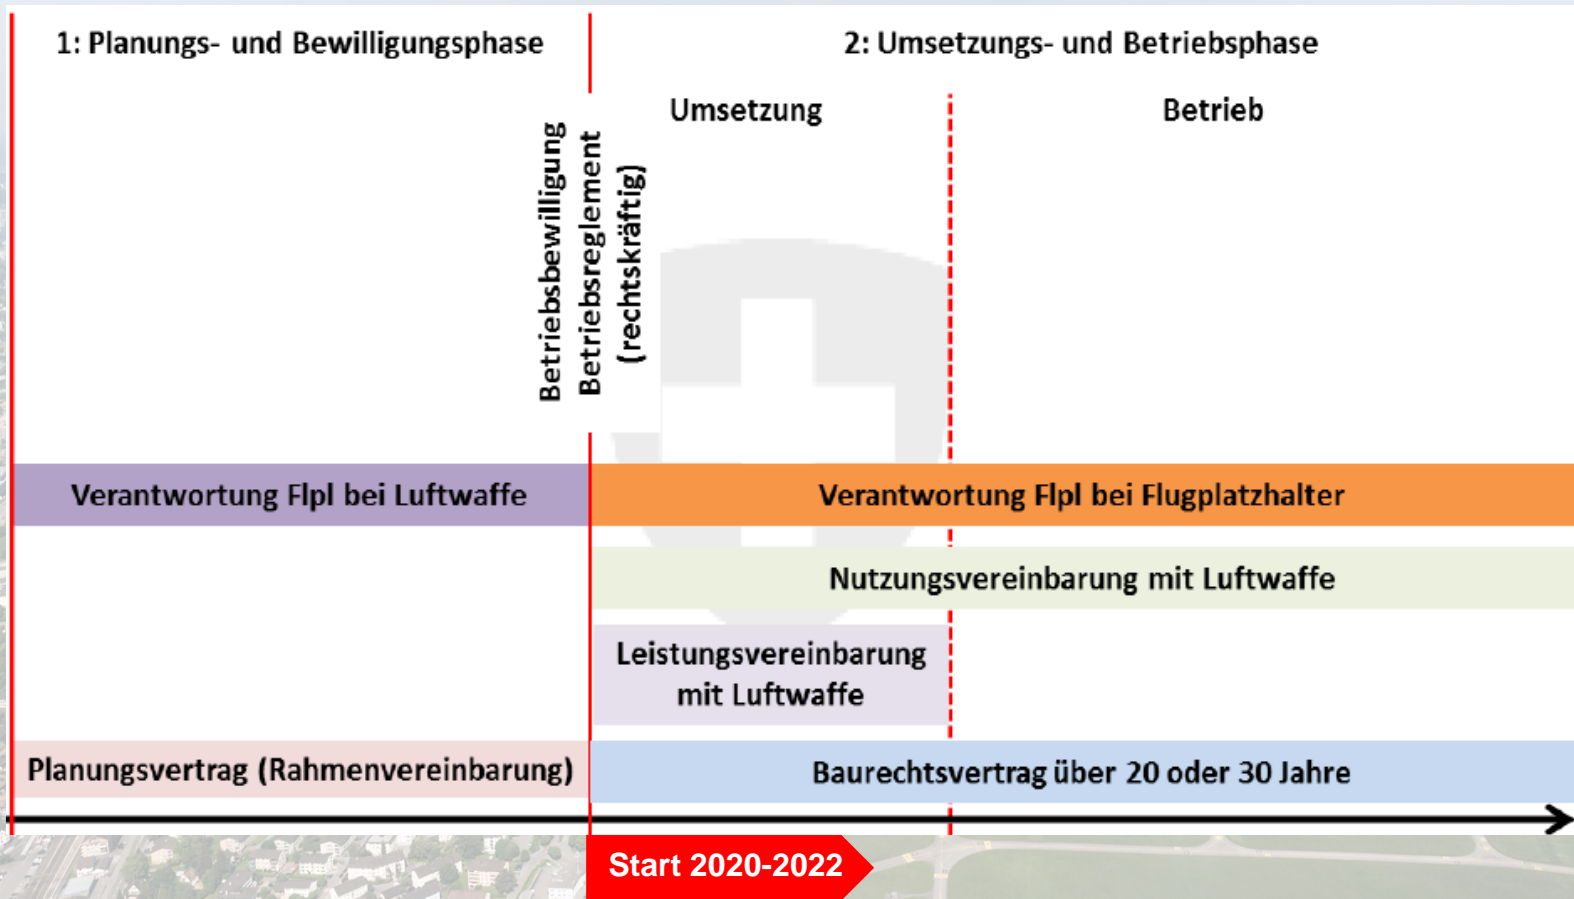 1: Planungs- und Bewilligungsphase
2: Umsetzungs- und Betriebsphase
Umsetzung
Betrieb
Betriebsbewilligung
Betriebsreglement
(rechtskräftig)
Verantwortung Flpl bei Luftwaffe
Verantwortung Flpl bei Flugplatzhalter
Nutzungsvereinbarung mit Luftwaffe
Leistungsvereinbarung
mit Luftwaffe
Planungsvertrag (Rahmenvereinbarung)
Baurechtsvertrag über 20 oder 30 Jahre
Start 2020-2022